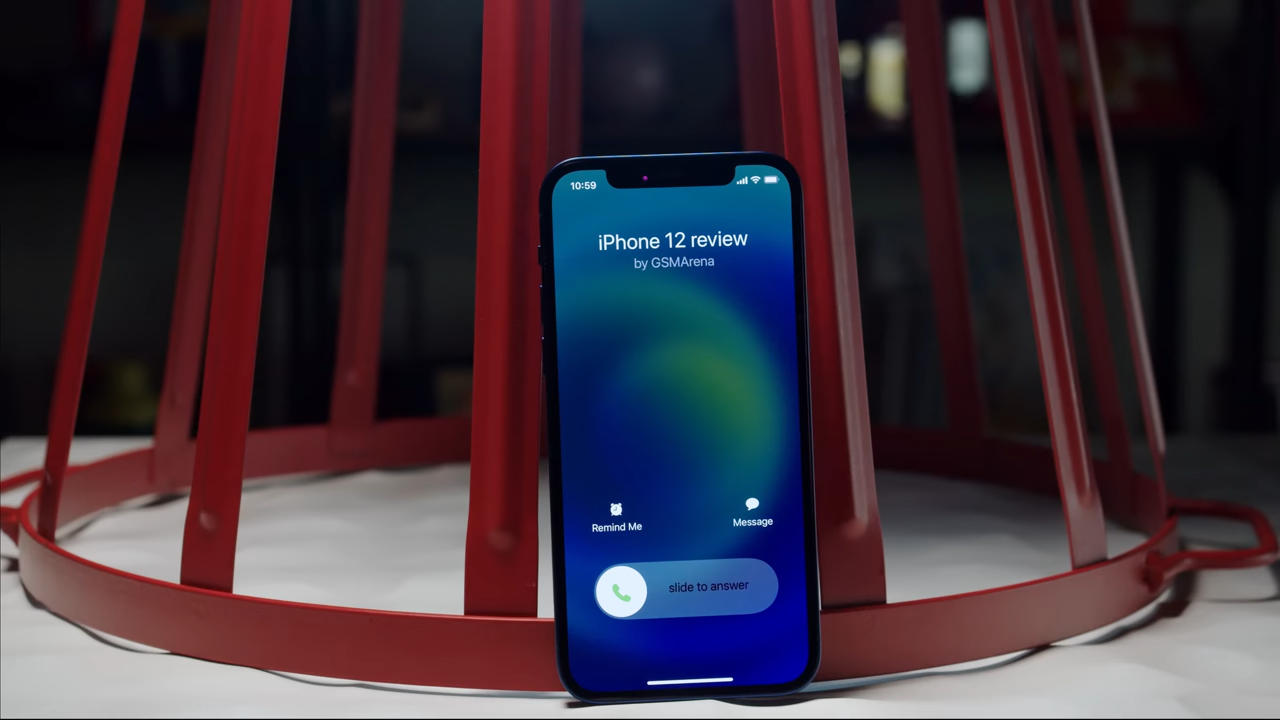 10:59
iPhone 12 review
by GSMArena
Remind Me
Message
slide to answer